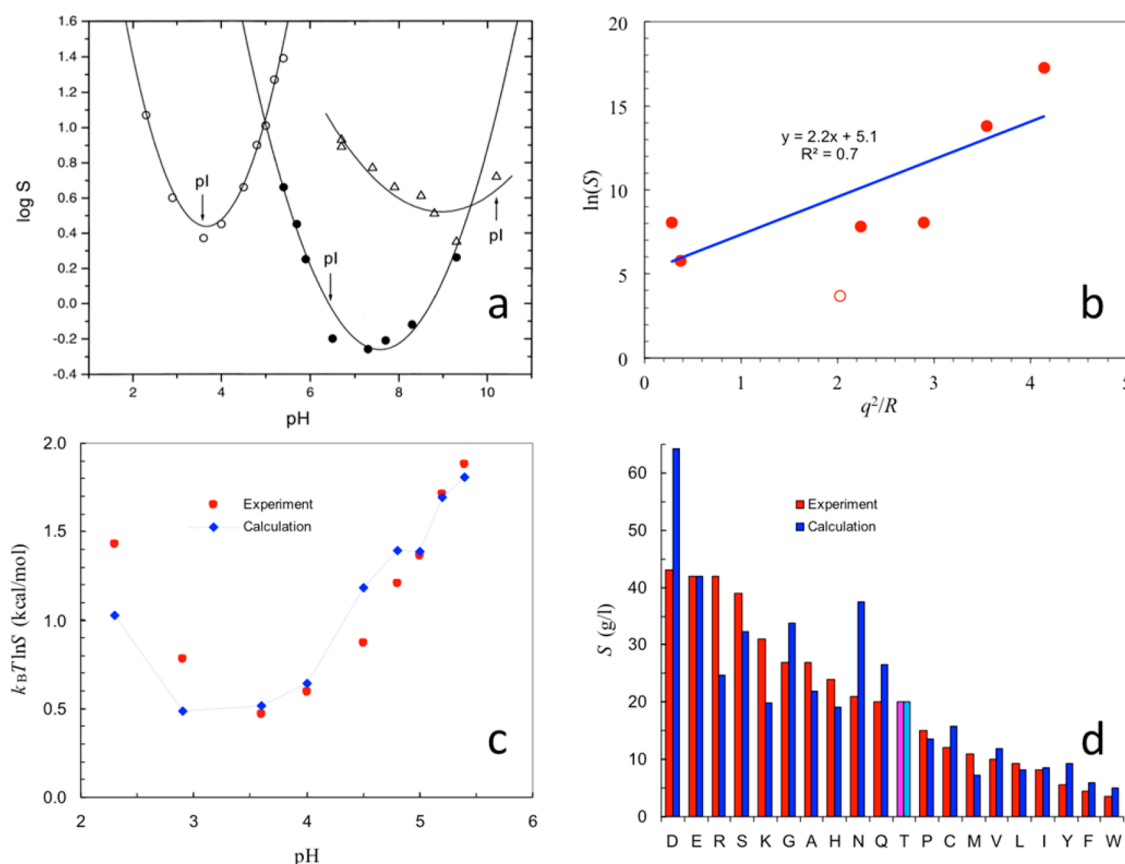 1.6
1.4
1.2
1.0
0.8
0.6
0.4
0.2
0.0
-0.2
-0.4
log S
pI
pI
pI
a
2 4 6 8 10
pH
20
15
10
5
0
ln(S)
y = 2.2x + 5.1
R² = 0.7
b
0 1 2 3 4 5
q²/R
2.0
1.5
1.0
0.5
0.0
k_BT lnS (kcal/mol)
Experiment
Calculation
c
2 3 4 5 6
pH
60
50
40
30
20
10
0
S (g/l)
Experiment
Calculation
d
D E R S K G A H N Q T P C M V L I Y F W